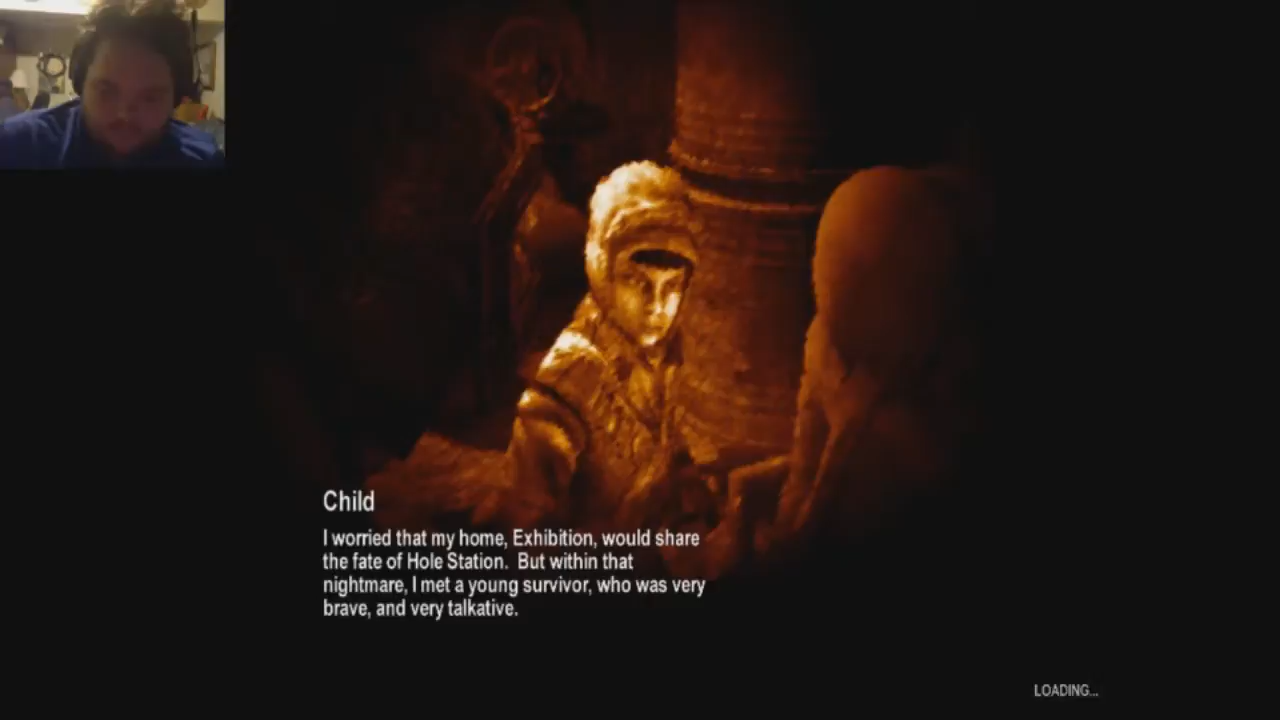 Child
I worried that my home, Exhibition, would share
the fate of Hole Station.  But within that
nightmare, I met a young survivor, who was very
brave, and very talkative.
LOADING...